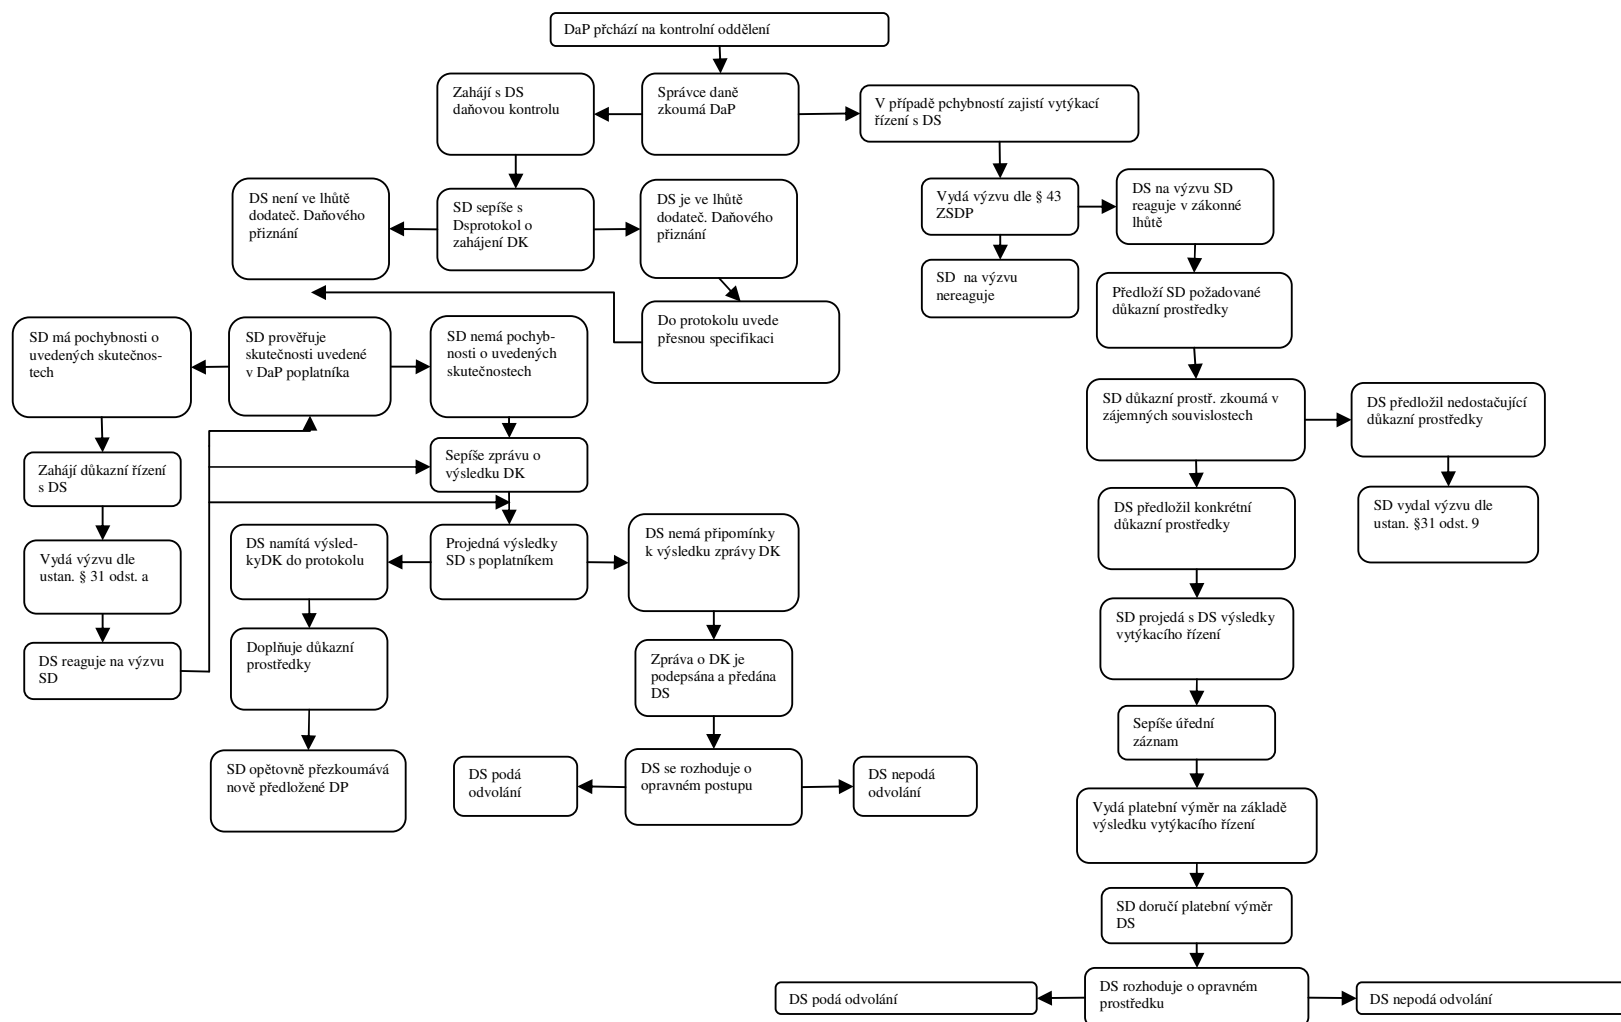 DaP přchází na kontrolní oddělení
Zahájí s DS
daňovou kontrolu
Správce daně
zkoumá DaP
V případě pchybností zajistí vytýkací
řízení s DS
DS není ve lhůtě
dodateč. Daňového
přiznání
SD sepíše s
Dsprotokol o
zahájení DK
DS je ve lhůtě
dodateč. Daňového
přiznání
Vydá výzvu dle § 43
ZSDP
DS na výzvu SD
reaguje v zákonné
lhůtě
SD  na výzvu
nereaguje
Předloží SD požadované
důkazní prostředky
Do protokolu uvede
přesnou specifikaci
SD má pochybnosti o
uvedených skutečnos-
tech
SD prověřuje
skutečnosti uvedené
v DaP poplatníka
SD nemá pochyb-
nosti o uvedených
skutečnostech
SD důkazní prostř. zkoumá v
zájemných souvislostech
DS předložil nedostačující
důkazní prostředky
Zahájí důkazní řízení
s DS
Sepíše zprávu o
výsledku DK
DS předložil konkrétní
důkazní prostředky
SD vydal výzvu dle
ustan. §31 odst. 9
Vydá výzvu dle
ustan. § 31 odst. a
DS namítá výsled-
kyDK do protokolu
Projedná výsledky
SD s poplatníkem
DS nemá připomínky
k výsledku zprávy DK
SD projedá s DS výsledky
vytýkacího řízení
DS reaguje na výzvu
SD
Doplňuje důkazní
prostředky
Zpráva o DK je
podepsána a předána
DS
Sepíše úřední
záznam
SD opětovně přezkoumává
nově předložené DP
DS podá
odvolání
DS se rozhoduje o
opravném postupu
DS nepodá
odvolání
Vydá platební výměr na základě
výsledku vytýkacího řízení
SD doručí platební výměr
DS
DS podá odvolání
DS rozhoduje o opravném
prostředku
DS nepodá odvolání